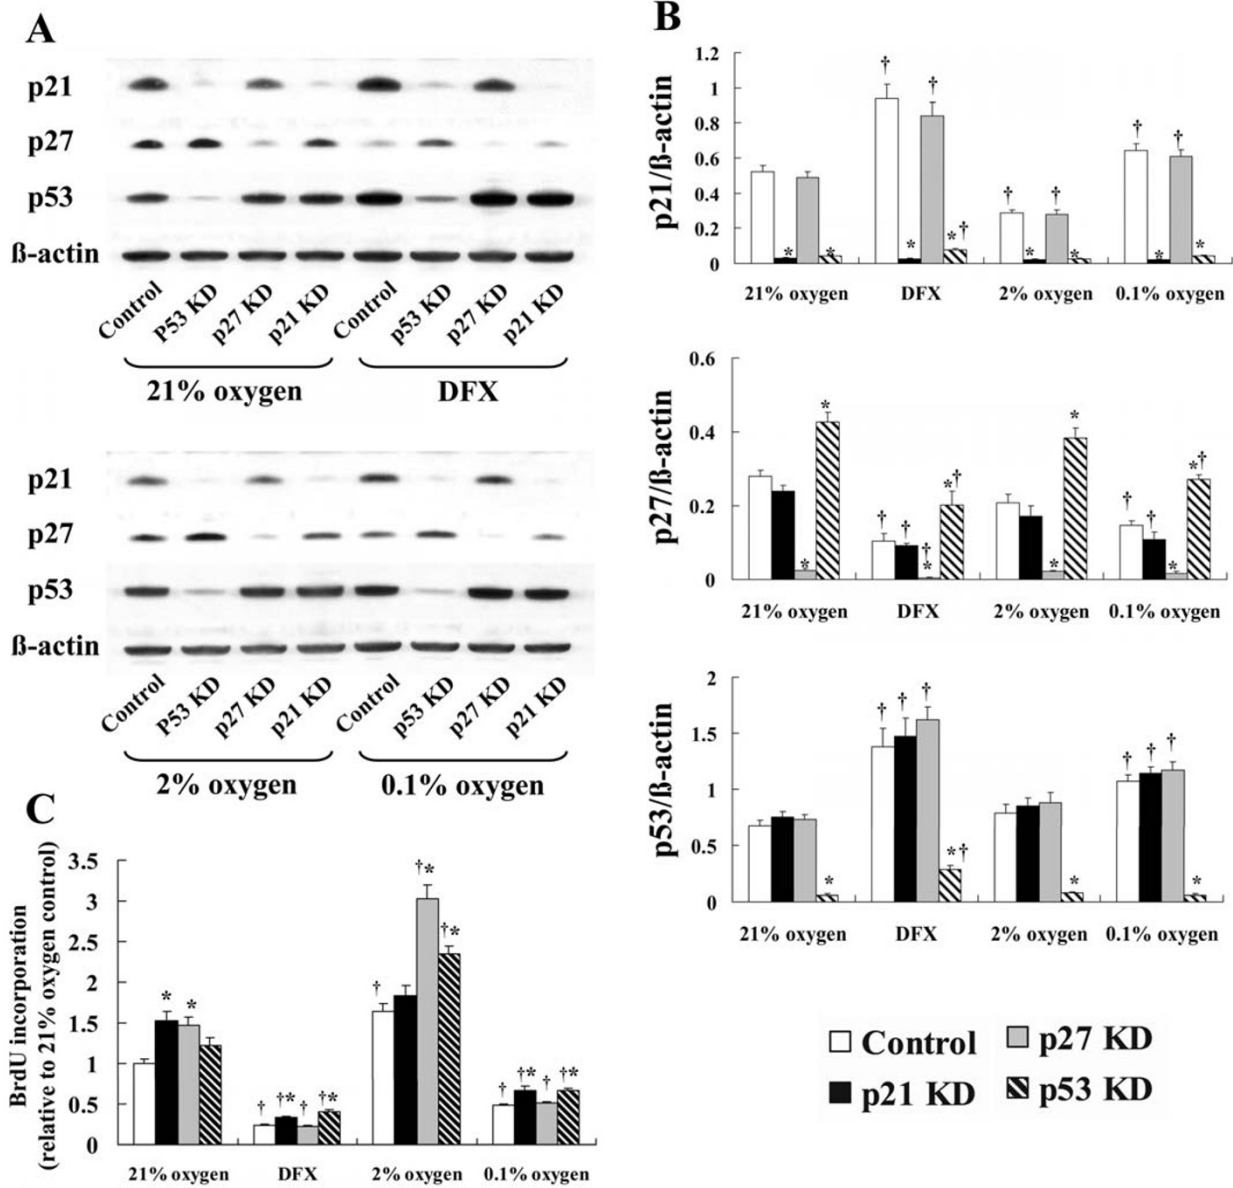 A
p21
p27
p53
ß-actin
Control P53 KD p27 KD p21 KD Control p53 KD p27 KD p21 KD
21% oxygen DFX
p21
p27
p53
ß-actin
Control P53 KD p27 KD p21 KD Control p53 KD p27 KD p21 KD
2% oxygen 0.1% oxygen
B
p21/ß-actin
1.2
1
0.8
0.6
0.4
0.2
0
* * † † * *† † * † * † * † *
21% oxygen DFX 2% oxygen 0.1% oxygen
p27/ß-actin
0.6
0.4
0.2
0
* * † † † * *† * * † † * *†
21% oxygen DFX 2% oxygen 0.1% oxygen
p53/ß-actin
2
1.5
1
0.5
0
* † † † *† * † † † *
21% oxygen DFX 2% oxygen 0.1% oxygen
C
BrdU incorporation
(relative to 21% oxygen control)
3.5
3
2.5
2
1.5
1
0.5
0
* * † †* † †* † †* †* † †* † †*
21% oxygen DFX 2% oxygen 0.1% oxygen
Control p27 KD
p21 KD p53 KD